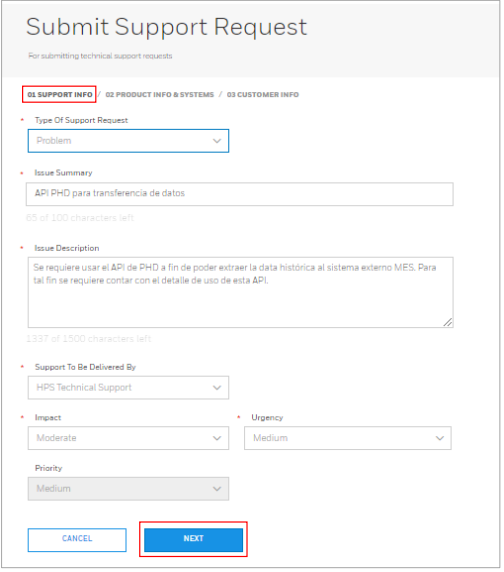 Submit Support Request
For submitting technical support requests
01 SUPPORT INFO / 02 PRODUCT INFO & SYSTEMS / 03 CUSTOMER INFO
* Type Of Support Request
Problem
* Issue Summary
API PHD para transferencia de datos
65 of 100 characters left
* Issue Description
Se requiere usar el API de PHD a fin de poder extraer la data histórica al sistema externo MES. Para
tal fin se requiere contar con el detalle de uso de esta API.
1337 of 1500 characters left
* Support To Be Delivered By
HPS Technical Support
* Impact * Urgency
Moderate Medium
Priority
Medium
CANCEL NEXT